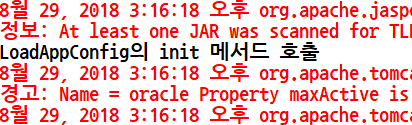 8월 29, 2018 3:16:18 오후 org.apache.jaspe
정보: At least one JAR was scanned for TLD
LoadAppConfig의 init 메서드 호출
8월 29, 2018 3:16:18 오후 org.apache.tomca
경고: Name = oracle Property maxActive is
8월 29, 2018 3:16:18 오후 org.apache.tomca